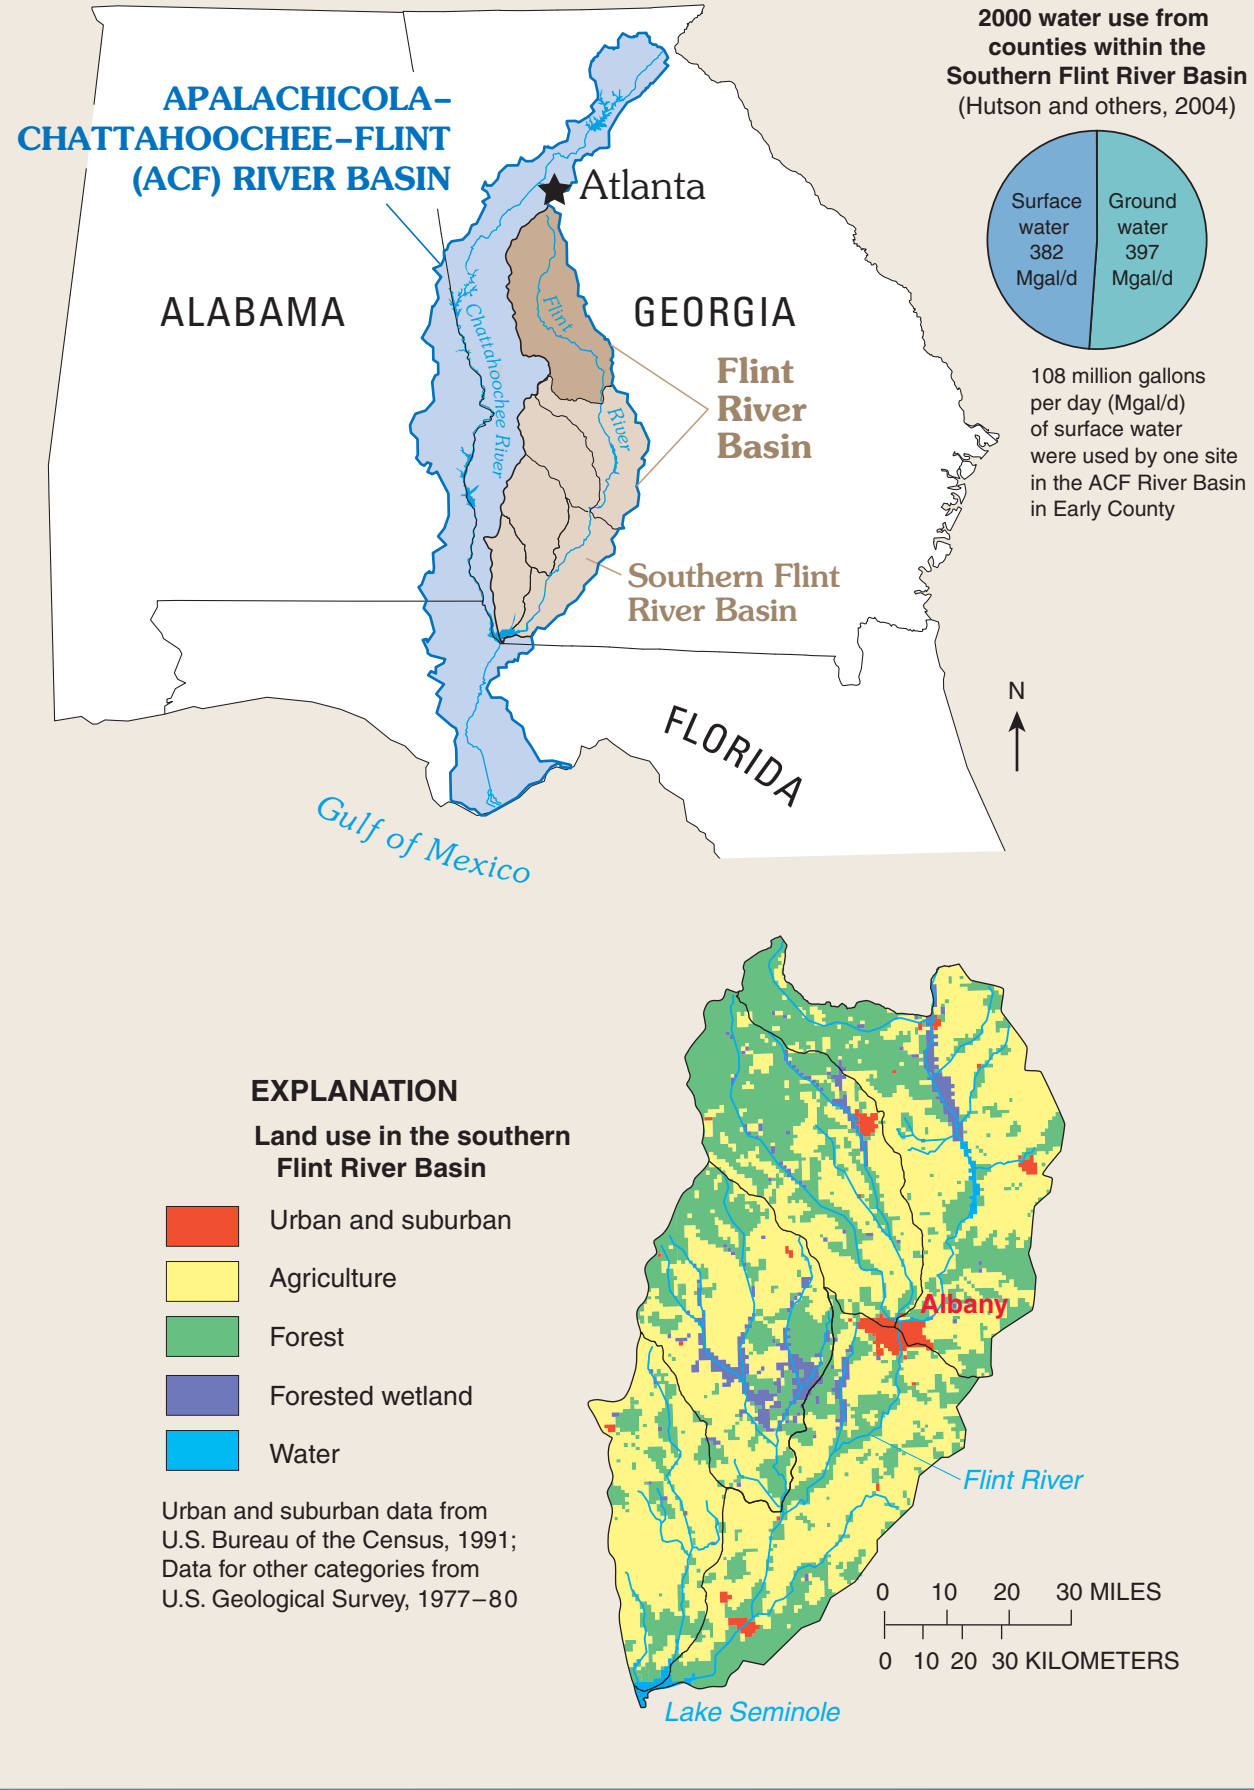 2000 water use from
counties within the
Southern Flint River Basin
(Hutson and others, 2004)
Surface
water
382
Mgal/d
Ground
water
397
Mgal/d
108 million gallons
per day (Mgal/d)
of surface water
were used by one site
in the ACF River Basin
in Early County
APALACHICOLA–
CHATTAHOOCHEE–FLINT
(ACF) RIVER BASIN
Atlanta
ALABAMA
GEORGIA
Chattahoochee River
Flint
River
Flint
River
Basin
Southern Flint
River Basin
N
FLORIDA
Gulf of Mexico
EXPLANATION
Land use in the southern
Flint River Basin
Urban and suburban
Agriculture
Forest
Forested wetland
Water
Urban and suburban data from
U.S. Bureau of the Census, 1991;
Data for other categories from
U.S. Geological Survey, 1977–80
Albany
Flint River
0 10 20 30 MILES
0 10 20 30 KILOMETERS
Lake Seminole